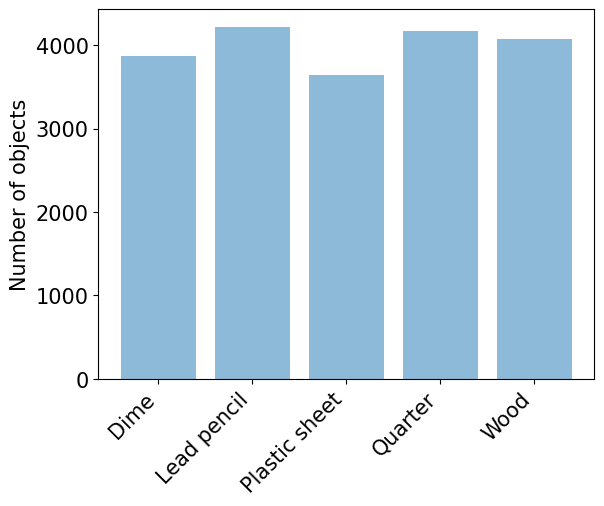 Number of objects
4000
3000
2000
1000
0
Dime
Lead pencil
Plastic sheet
Quarter
Wood